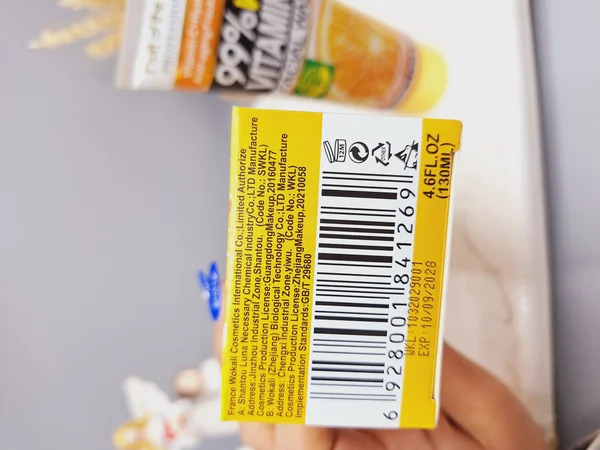 France Wokali Cosmetics International Co.;Limited Authorize
A: Shantou Luna Necessary Chemical IndustryCo.;LTD Manufacture
Address:Jinzhou Industrial Zone,Shantou. (Code No.: SWKL)
Cosmetics Production License:GuangdongMakeup,20160477
B: Wokali (Zhejiang) Biological Technology Co.;LTD Manufacture
Address: Chengxi Industrial Zone,yiwu. (Code No.: WKL)
Cosmetics Production License:ZhejiangMakeup,20210058
Implementation Standards:GB/T 29680
12M
6 928001 841269
WKL:1032029001
EXP:10/09/2028
4.6FL.OZ
(130ML)
99%
VITAMIN